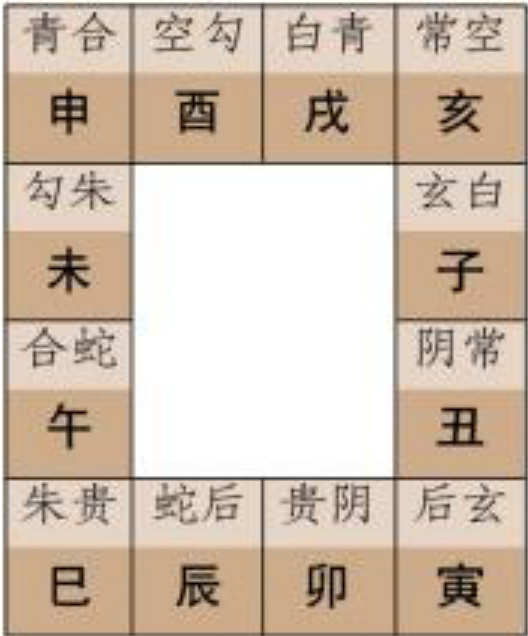 青合 空勾 白青 常空
申 酉 戌 亥
勾朱 玄白
未 子
合蛇 阴常
午 丑
朱贵 蛇后 贵阴 后玄
巳 辰 卯 寅